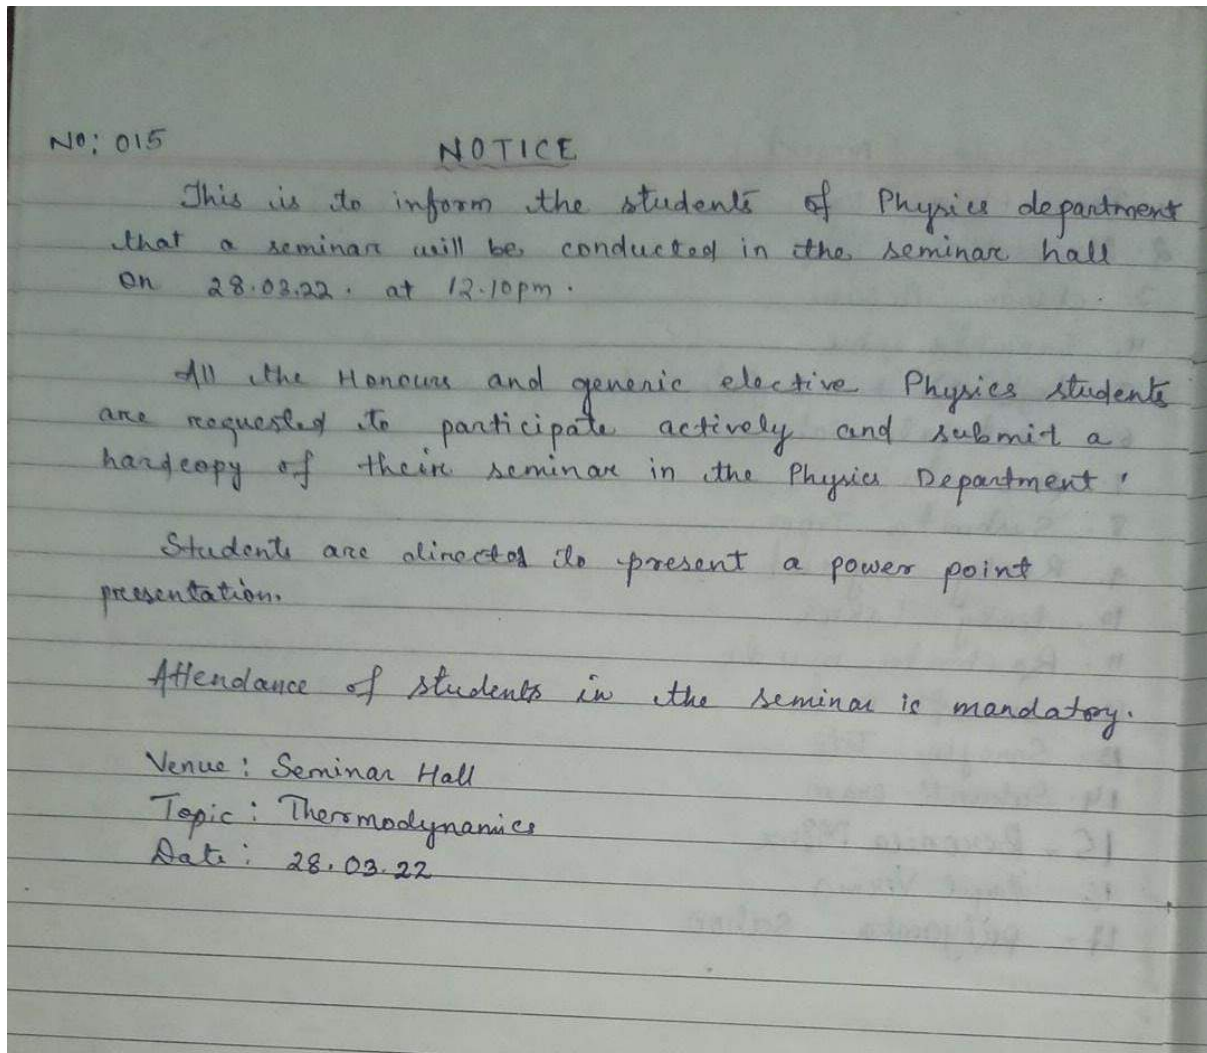 No: 015
NOTICE
This is to inform the students of Physics department
that a seminar will be conducted in the seminar hall
on 28.03.22. at 12.10pm.
All the Honours and generic elective Physics students
are requested to participate actively and submit a
hardcopy of their seminar in the Physics Department.
Students are directed to present a power point
presentation.
Attendance of students in the seminar is mandatory.
Venue: Seminar Hall
Topic: Thermodynamics
Date: 28.03.22